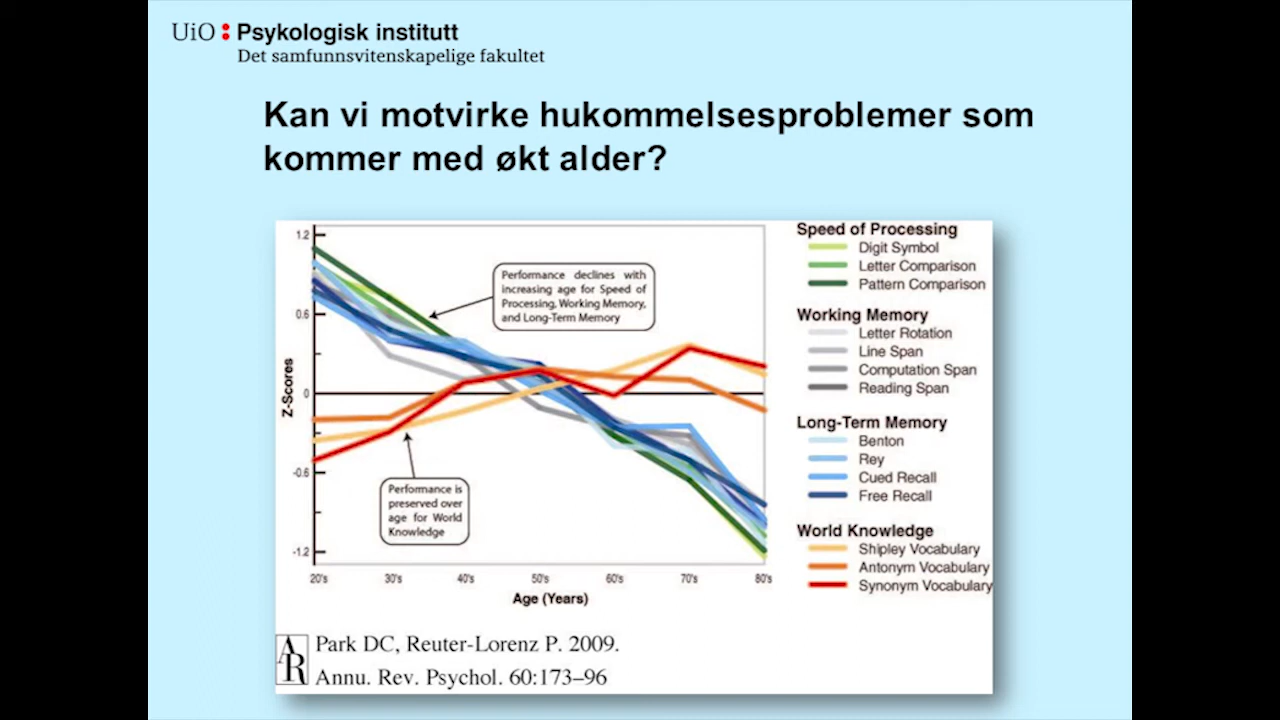 UiO : Psykologisk institutt
Det samfunnsvitenskapelige fakultet
Kan vi motvirke hukommelsesproblemer som
kommer med økt alder?
1.2
0.6
0
-0.6
-1.2
Z-Scores
Performance declines with
increasing age for Speed of
Processing, Working Memory,
and Long-Term Memory
Performance is
preserved over
age for World
Knowledge
20's 30's 40's 50's 60's 70's 80's
Age (Years)
Speed of Processing
Digit Symbol
Letter Comparison
Pattern Comparison
Working Memory
Letter Rotation
Line Span
Computation Span
Reading Span
Long-Term Memory
Benton
Rey
Cued Recall
Free Recall
World Knowledge
Shipley Vocabulary
Antonym Vocabulary
Synonym Vocabulary
AR
Park DC, Reuter-Lorenz P. 2009.
Annu. Rev. Psychol. 60:173–96